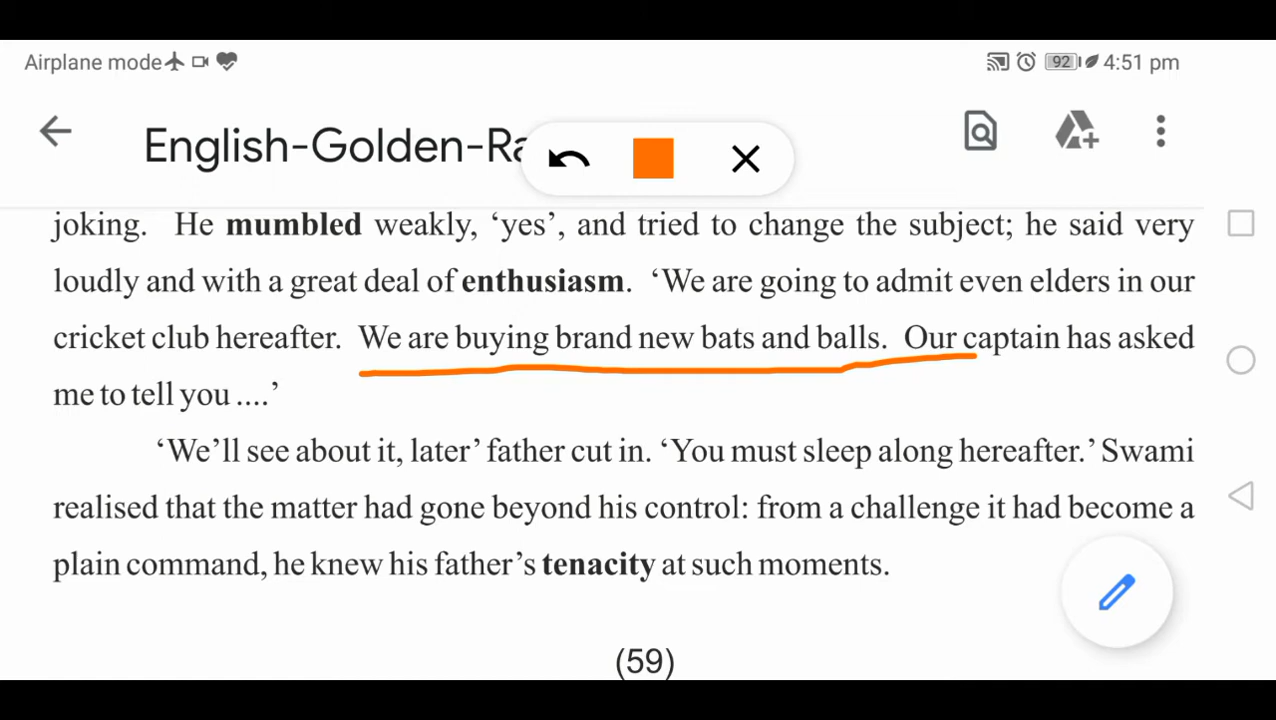 Airplane mode 92 4:51 pm
English-Golden-Ra
joking. He mumbled weakly, ‘yes’, and tried to change the subject; he said very
loudly and with a great deal of enthusiasm. ‘We are going to admit even elders in our
cricket club hereafter. We are buying brand new bats and balls. Our captain has asked
me to tell you ....’
‘We’ll see about it, later’ father cut in. ‘You must sleep along hereafter.’ Swami
realised that the matter had gone beyond his control: from a challenge it had become a
plain command, he knew his father’s tenacity at such moments.
(59)